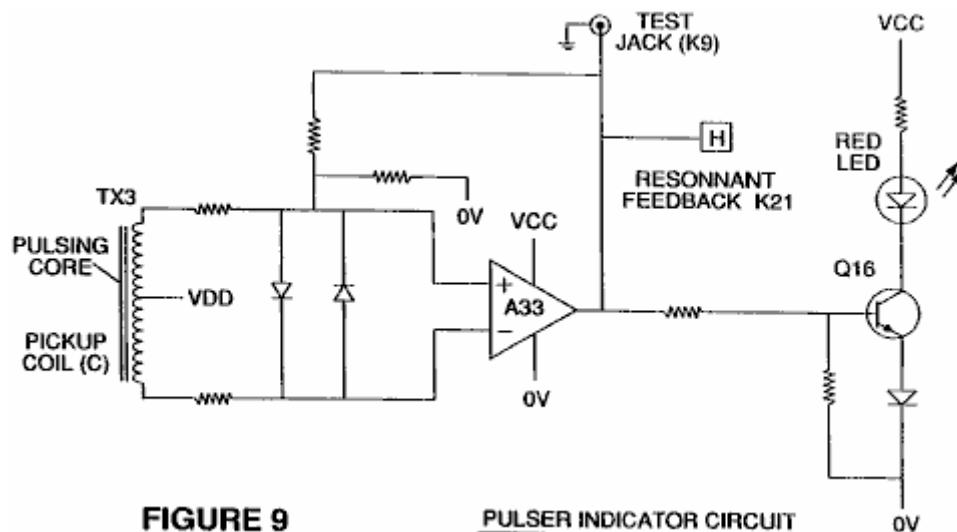 TEST
JACK (K9)
VCC
H
RED
LED
RESONNANT
FEEDBACK K21
TX3
0V
VCC
PULSING
CORE
VDD
+
A33
−
Q16
PICKUP
COIL (C)
0V
FIGURE 9
PULSER INDICATOR CIRCUIT
0V